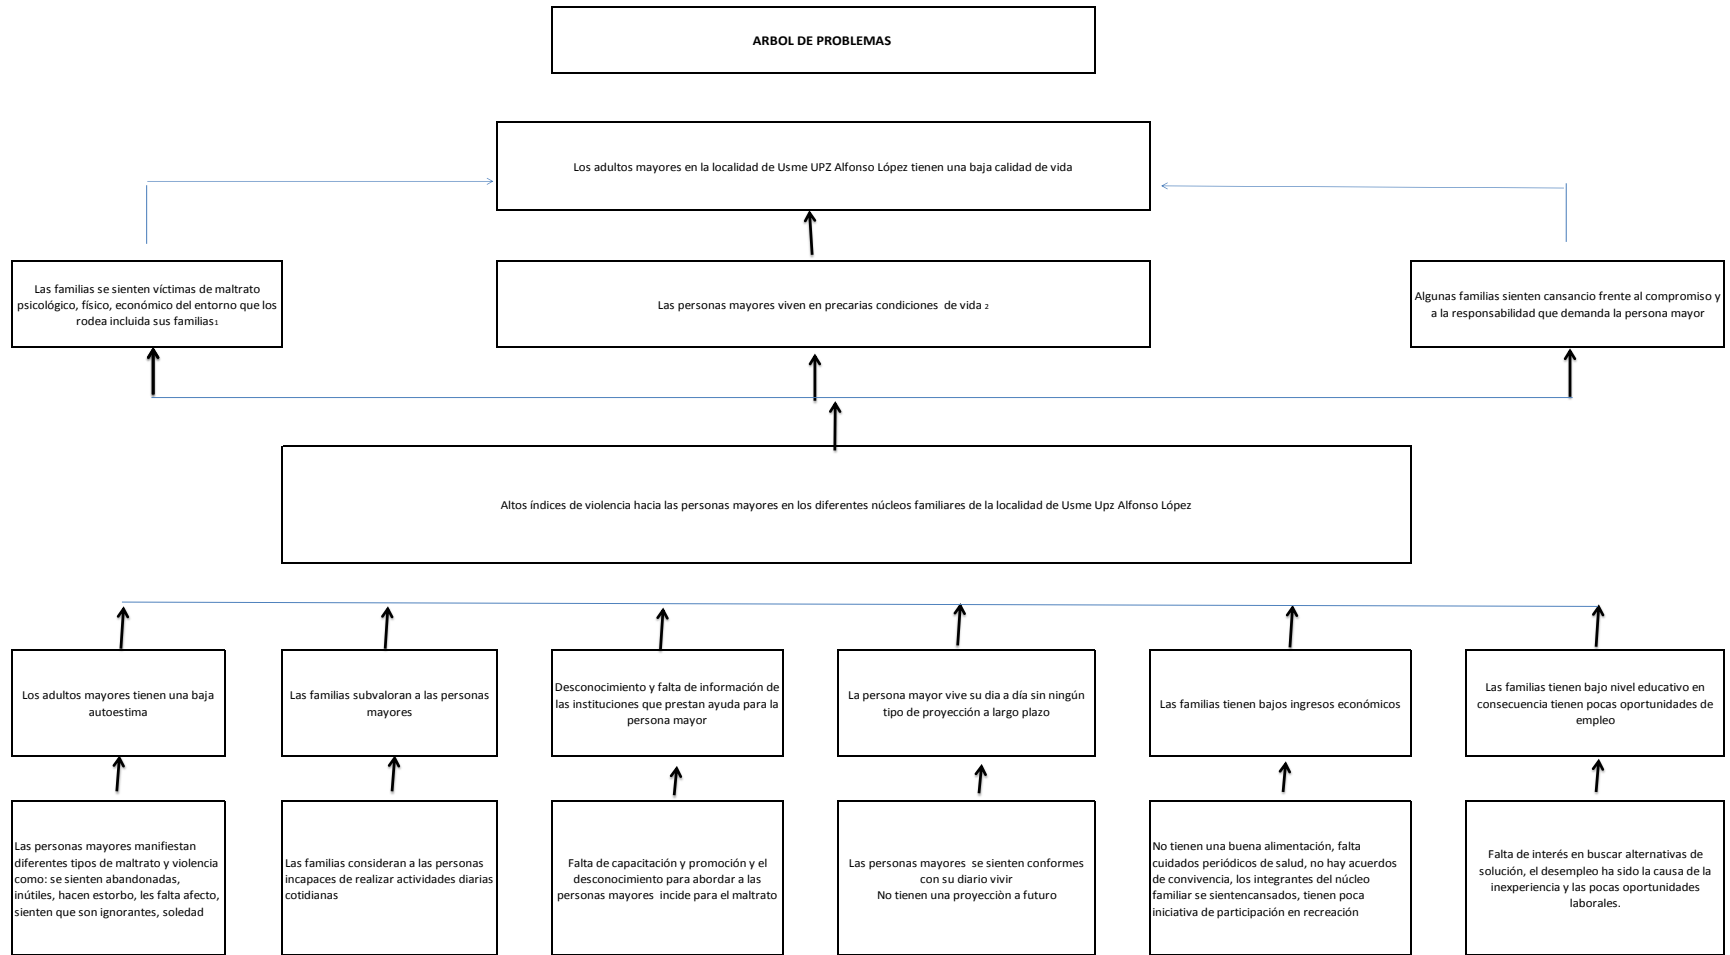 ARBOL DE PROBLEMAS
Los adultos mayores en la localidad de Usme UPZ Alfonso López tienen una baja calidad de vida
Las familias se sienten víctimas de maltrato
psicológico, físico, económico del entorno que los
rodea incluida sus familias1
Las personas mayores viven en precarias condiciones de vida 2
Algunas familias sienten cansancio frente al compromiso y
a la responsabilidad que demanda la persona mayor
Altos índices de violencia hacia las personas mayores en los diferentes núcleos familiares de la localidad de Usme Upz Alfonso López
Los adultos mayores tienen una baja
autoestima
Las familias subvaloran a las personas
mayores
Desconocimiento y falta de información de
las instituciones que prestan ayuda para la
persona mayor
La persona mayor vive su dia a día sin ningún
tipo de proyección a largo plazo
Las familias tienen bajos ingresos económicos
Las familias tienen bajo nivel educativo en
consecuencia tienen pocas oportunidades de
empleo
Las personas mayores manifiestan
diferentes tipos de maltrato y violencia
como: se sienten abandonadas,
inútiles, hacen estorbo, les falta afecto,
sienten que son ignorantes, soledad
Las familias consideran a las personas
incapaces de realizar actividades diarias
cotidianas
Falta de capacitación y promoción y el
desconocimiento para abordar a las
personas mayores incide para el maltrato
Las personas mayores se sienten conformes
con su diario vivir
No tienen una proyecciòn a futuro
No tienen una buena alimentación, falta
cuidados periódicos de salud, no hay acuerdos
de convivencia, los integrantes del núcleo
familiar se sientencansados, tienen poca
iniciativa de participación en recreación
Falta de interés en buscar alternativas de
solución, el desempleo ha sido la causa de la
inexperiencia y las pocas oportunidades
laborales.